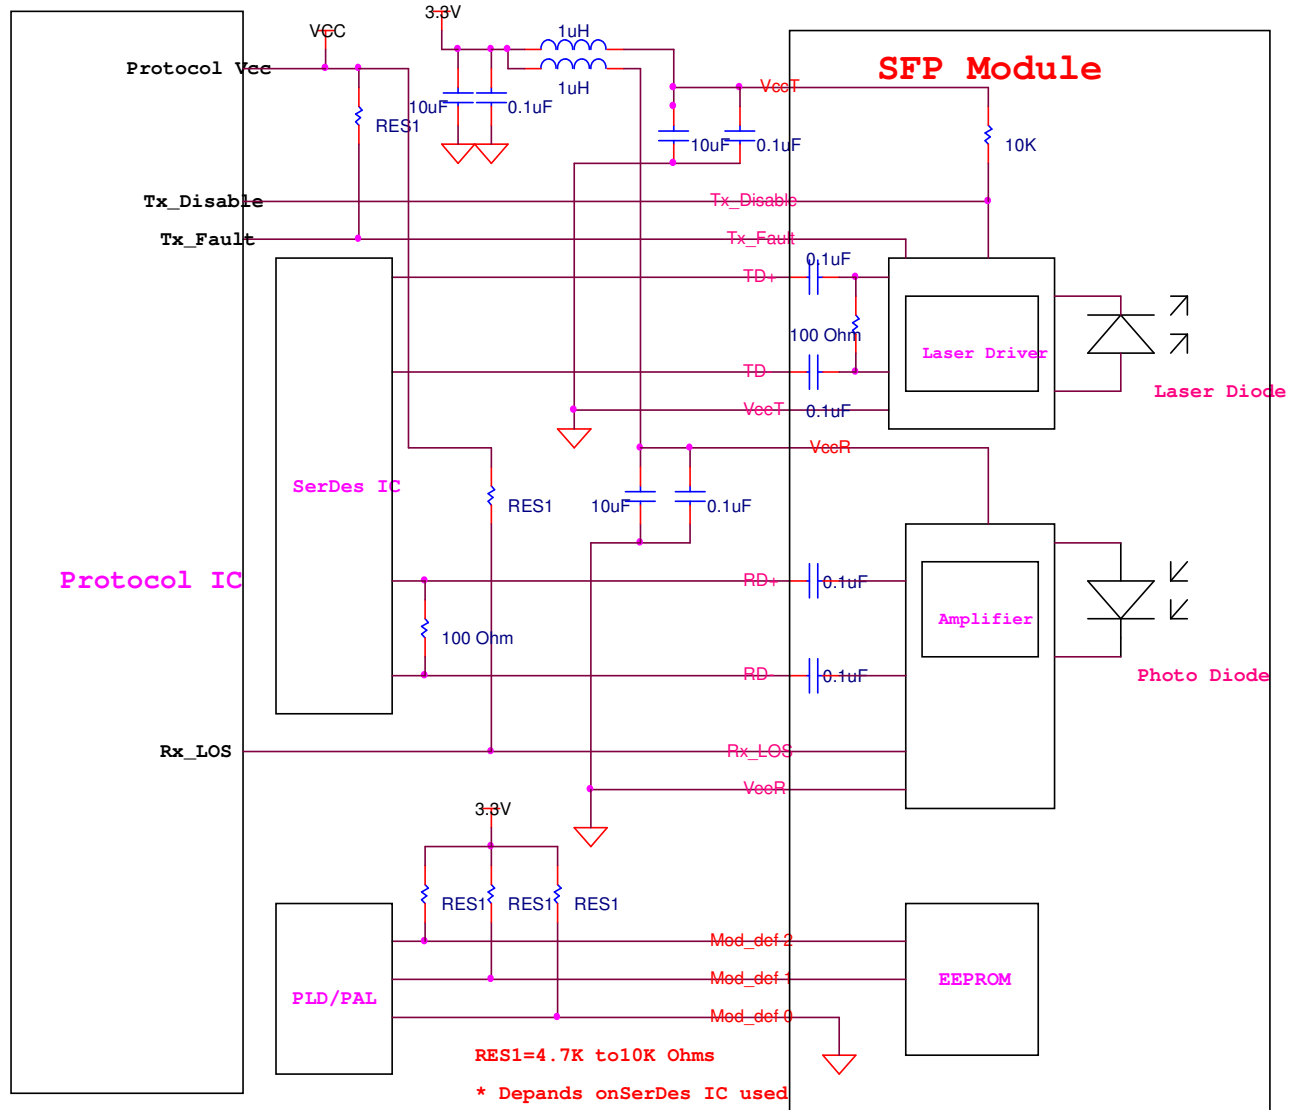 3.3V
VCC
1uH
Protocol Vcc
SFP Module
1uH
VccT
10uF
0.1uF
RES1
10uF
0.1uF
10K
Tx_Disable
Tx_Disable
Tx_Fault
Tx_Fault
0.1uF
TD+
100 Ohm
Laser Driver
TD-
Laser Diode
VeeT
0.1uF
VccR
SerDes IC
RES1
10uF
0.1uF
Protocol IC
RD+
0.1uF
100 Ohm
Amplifier
RD-
0.1uF
Photo Diode
Rx_LOS
Rx_LOS
VeeR
3.3V
RES1
RES1
RES1
Mod_def 2
Mod_def 1
EEPROM
PLD/PAL
Mod_def 0
RES1=4.7K to10K Ohms
* Depands onSerDes IC used